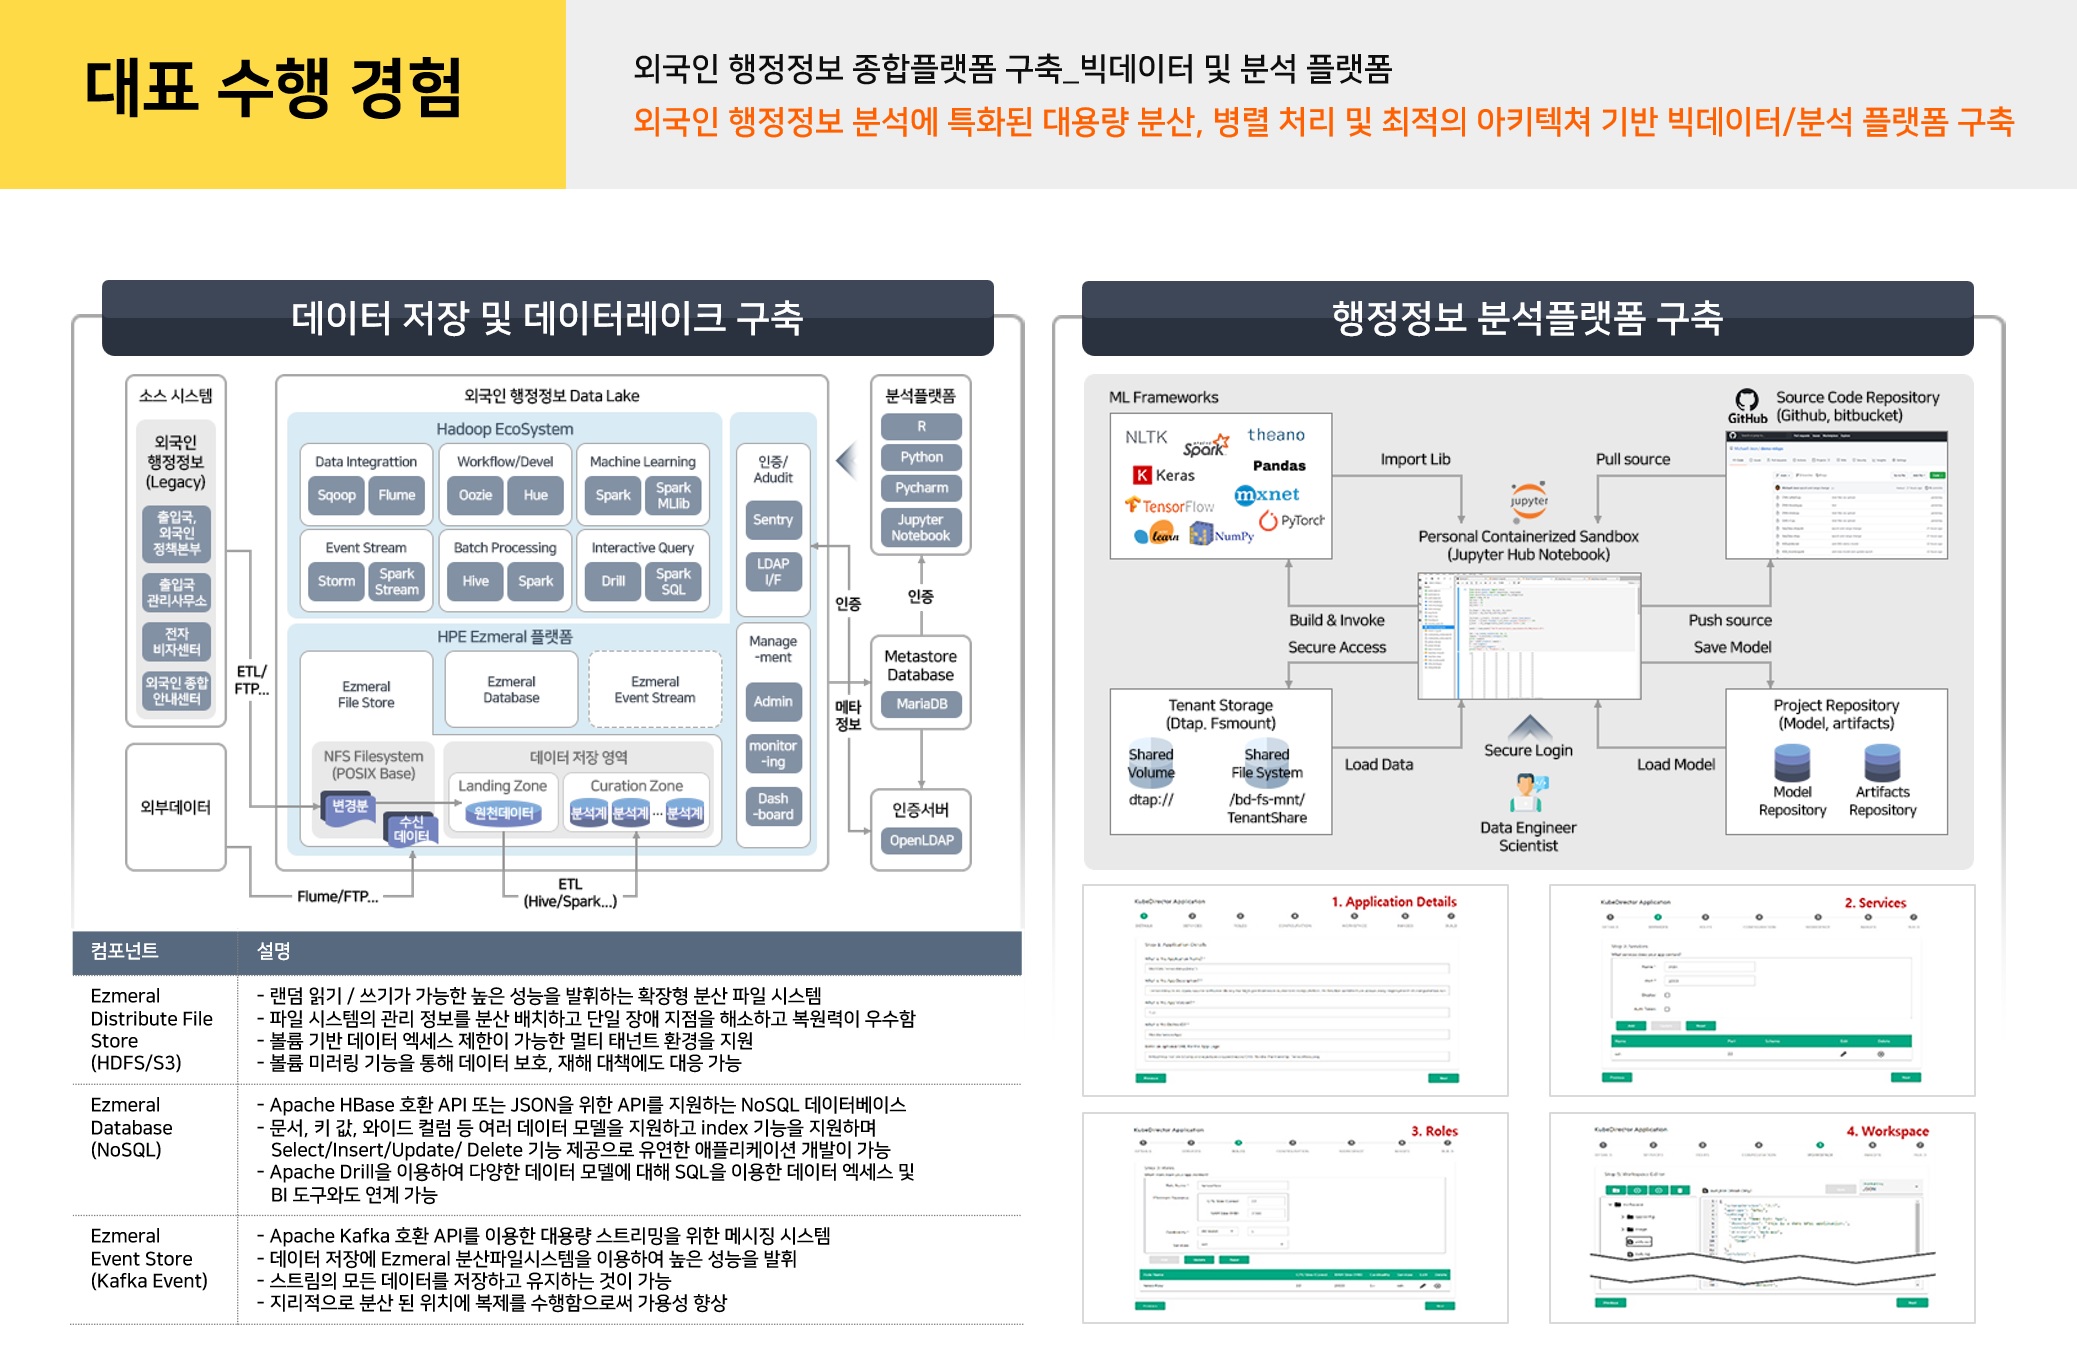 대표 수행 경험
외국인 행정정보 종합플랫폼 구축_빅데이터 및 분석 플랫폼
외국인 행정정보 분석에 특화된 대용량 분산, 병렬 처리 및 최적의 아키텍쳐 기반 빅데이터/분석 플랫폼 구축
데이터 저장 및 데이터레이크 구축
소스 시스템
외국인
행정정보
(Legacy)
출입국,
외국인
정책본부
출입국
관리사무소
전자
비자센터
외국인 종합
안내센터
외부데이터
ETL/
FTP...
Flume/FTP...
외국인 행정정보 Data Lake
Hadoop EcoSystem
Data Integrattion
Sqoop
Flume
Workflow/Devel
Oozie
Hue
Machine Learning
Spark
Spark
MLlib
Event Stream
Storm
Spark
Stream
Batch Processing
Hive
Spark
Interactive Query
Drill
Spark
SQL
인증/
Adudit
Sentry
LDAP
I/F
HPE Ezmeral 플랫폼
Ezmeral
File Store
Ezmeral
Database
Ezmeral
Event Stream
NFS Filesystem
(POSIX Base)
변경분
수신
데이터
데이터 저장 영역
Landing Zone
원천데이터
Curation Zone
분석계
분석계
...
분석계
ETL
(Hive/Spark...)
Manage
-ment
Admin
monitor
-ing
Dash
-board
인증
메타
정보
분석플랫폼
R
Python
Pycharm
Jupyter
Notebook
인증
Metastore
Database
MariaDB
인증서버
OpenLDAP
컴포넌트
설명
Ezmeral
Distribute File
Store
(HDFS/S3)
- 랜덤 읽기 / 쓰기가 가능한 높은 성능을 발휘하는 확장형 분산 파일 시스템
- 파일 시스템의 관리 정보를 분산 배치하고 단일 장애 지점을 해소하고 복원력이 우수함
- 볼륨 기반 데이터 엑세스 제한이 가능한 멀티 태넌트 환경을 지원
- 볼륨 미러링 기능을 통해 데이터 보호, 재해 대책에도 대응 가능
Ezmeral
Database
(NoSQL)
- Apache HBase 호환 API 또는 JSON을 위한 API를 지원하는 NoSQL 데이터베이스
- 문서, 키 값, 와이드 컬럼 등 여러 데이터 모델을 지원하고 index 기능을 지원하며
Select/Insert/Update/ Delete 기능 제공으로 유연한 애플리케이션 개발이 가능
- Apache Drill을 이용하여 다양한 데이터 모델에 대해 SQL을 이용한 데이터 엑세스 및
BI 도구와도 연계 가능
Ezmeral
Event Store
(Kafka Event)
- Apache Kafka 호환 API를 이용한 대용량 스트리밍을 위한 메시징 시스템
- 데이터 저장에 Ezmeral 분산파일시스템을 이용하여 높은 성능을 발휘
- 스트림의 모든 데이터를 저장하고 유지하는 것이 가능
- 지리적으로 분산 된 위치에 복제를 수행함으로써 가용성 향상
행정정보 분석플랫폼 구축
ML Frameworks
NLTK
APACHE
Spark
theano
Keras
Pandas
TensorFlow
mxnet
learn
NumPy
PyTorch
Import Lib
Pull source
GitHub
Source Code Repository
(Github, bitbucket)
jupyter
Personal Containerized Sandbox
(Jupyter Hub Notebook)
Build & Invoke
Push source
Secure Access
Save Model
Tenant Storage
(Dtap, Fsmount)
Shared
Volume
dtap://
Shared
File System
/bd-fs-mnt/
TenantShare
Load Data
Secure Login
Load Model
Data Engineer
Scientist
Project Repository
(Model, artifacts)
Model
Repository
Artifacts
Repository
KubeDirector Application
1. Application Details
KubeDirector Application
2. Services
KubeDirector Application
3. Roles
KubeDirector Application
4. Workspace